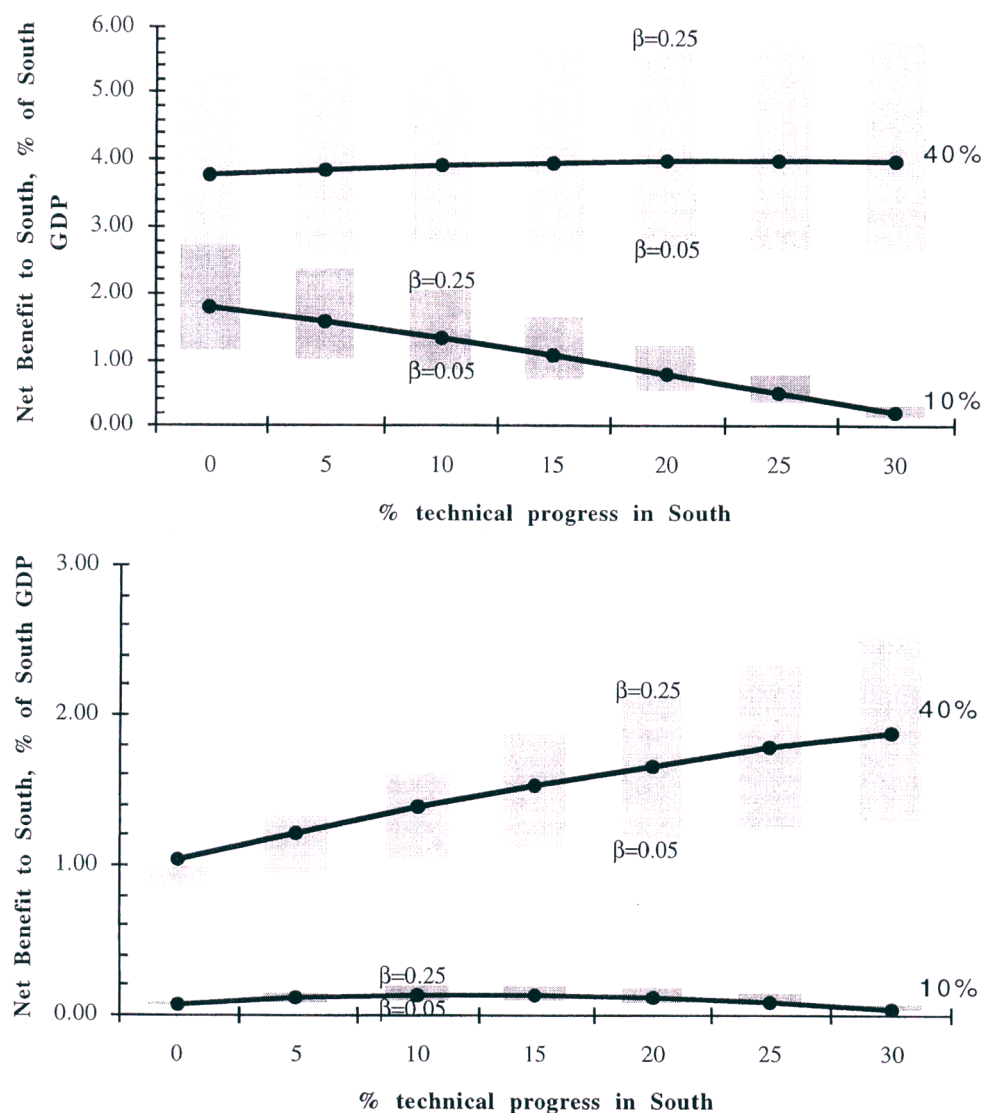 6.00
β=0.25
5.00
4.00
40%
3.00
β=0.05
β=0.25
2.00
1.00
β=0.05
10%
0.00
Net Benefit to South, % of South
GDP
0 5 10 15 20 25 30
% technical progress in South
3.00
β=0.25
2.00
40%
β=0.05
1.00
β=0.25
10%
β=0.05
0.00
Net Benefit to South, % of South GDP
0 5 10 15 20 25 30
% technical progress in South